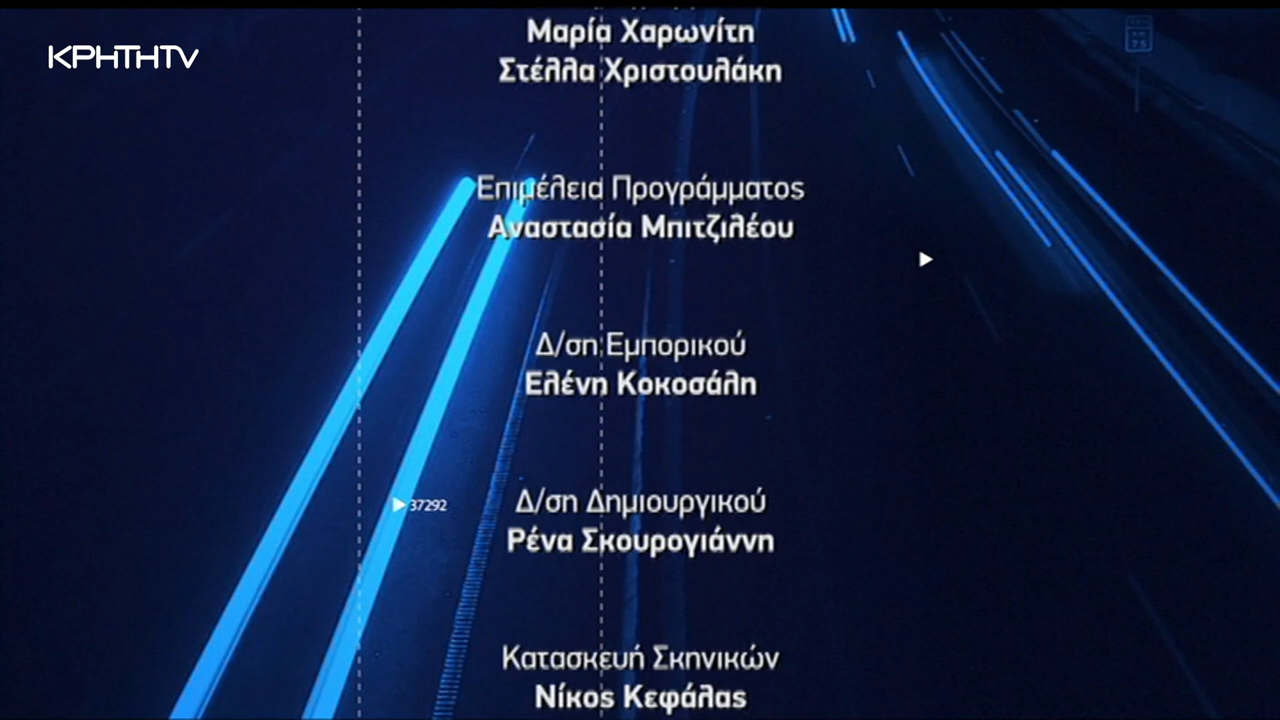 ΚΡΗΤΗTV
Μαρία Χαρωνίτη
Στέλλα Χριστουλάκη
Επιμέλεια Προγράμματος
Αναστασία Μπιτζιλέου
Δ/ση Εμπορικού
Ελένη Κοκοσάλη
37292
Δ/ση Δημιουργικού
Ρένα Σκουρογιάννη
Κατασκευή Σκηνικών
Νίκος Κεφάλας